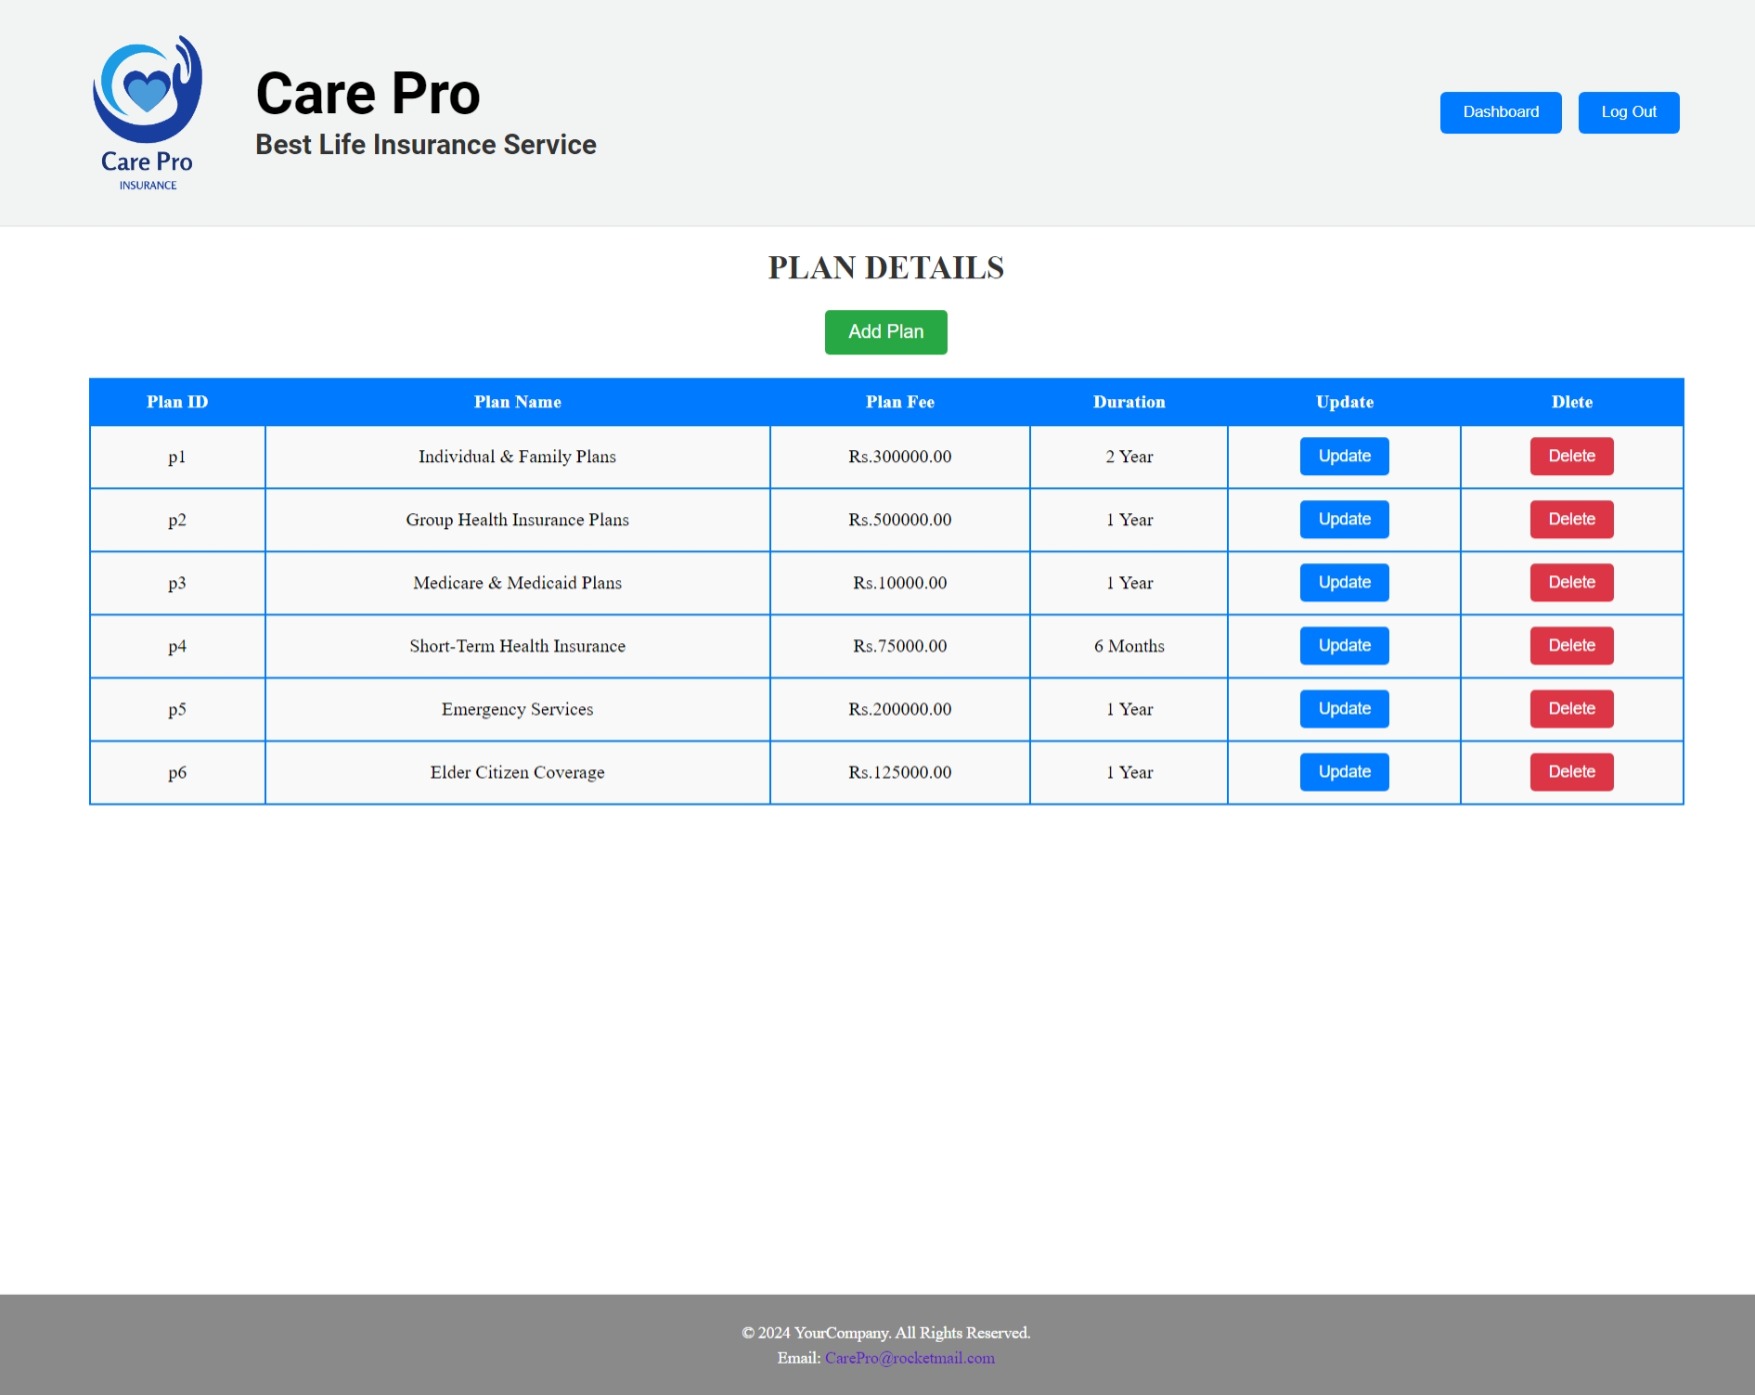 Care Pro
INSURANCE
Care Pro
Best Life Insurance Service
Dashboard Log Out
PLAN DETAILS
Add Plan
Plan ID Plan Name Plan Fee Duration Update Dlete
p1 Individual & Family Plans Rs.300000.00 2 Year Update Delete
p2 Group Health Insurance Plans Rs.500000.00 1 Year Update Delete
p3 Medicare & Medicaid Plans Rs.10000.00 1 Year Update Delete
p4 Short-Term Health Insurance Rs.75000.00 6 Months Update Delete
p5 Emergency Services Rs.200000.00 1 Year Update Delete
p6 Elder Citizen Coverage Rs.125000.00 1 Year Update Delete
© 2024 YourCompany. All Rights Reserved.
Email: CarePro@rocketmail.com